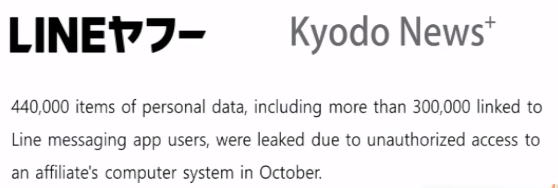 LINEヤフー Kyodo News+
440,000 items of personal data, including more than 300,000 linked to
Line messaging app users, were leaked due to unauthorized access to
an affiliate's computer system in October.